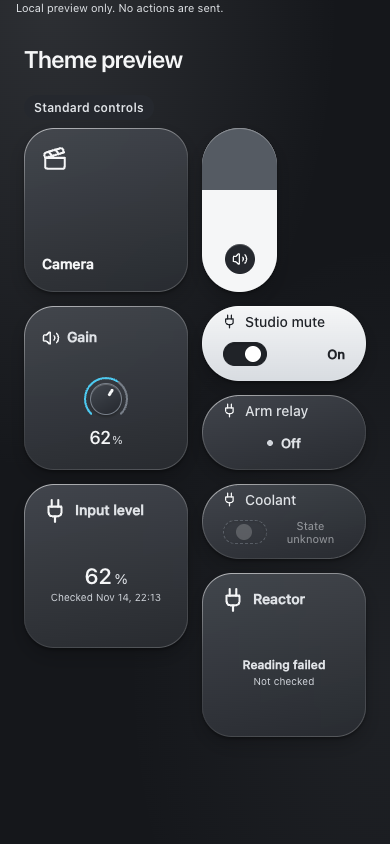 Local preview only. No actions are sent.
Theme preview
Standard controls
Camera
Gain
62%
Studio mute
On
Arm relay
Off
Input level
62 %
Checked Nov 14, 22:13
Coolant
State
unknown
Reactor
Reading failed
Not checked